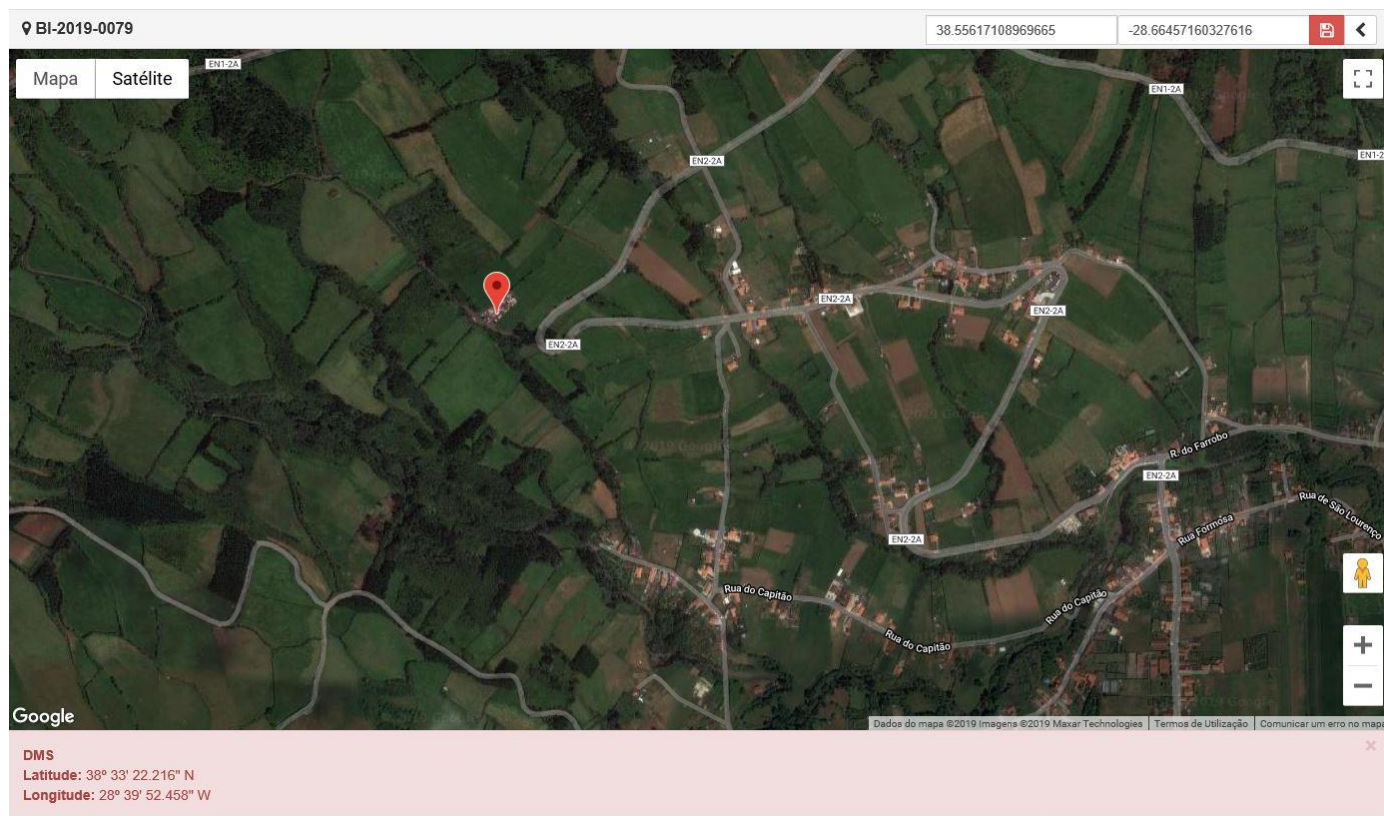 BI-2019-0079
38.55617108969665
-28.66457160327616
Mapa
Satélite
EN1-2A
EN1-2A
EN1-2
EN2-2A
EN2-2A
EN2-2A
EN2-2A
R. do Farrobo
EN2-2A
Rua de São Lourenço
Rua Formosa
EN2-2A
Rua do Capitão
Rua do Capitão
Rua do Capitão
Google
Dados do mapa ©2019 Imagens ©2019 Maxar Technologies
Termos de Utilização
Comunicar um erro no mapa
DMS
Latitude: 38º 33' 22.216" N
Longitude: 28º 39' 52.458" W